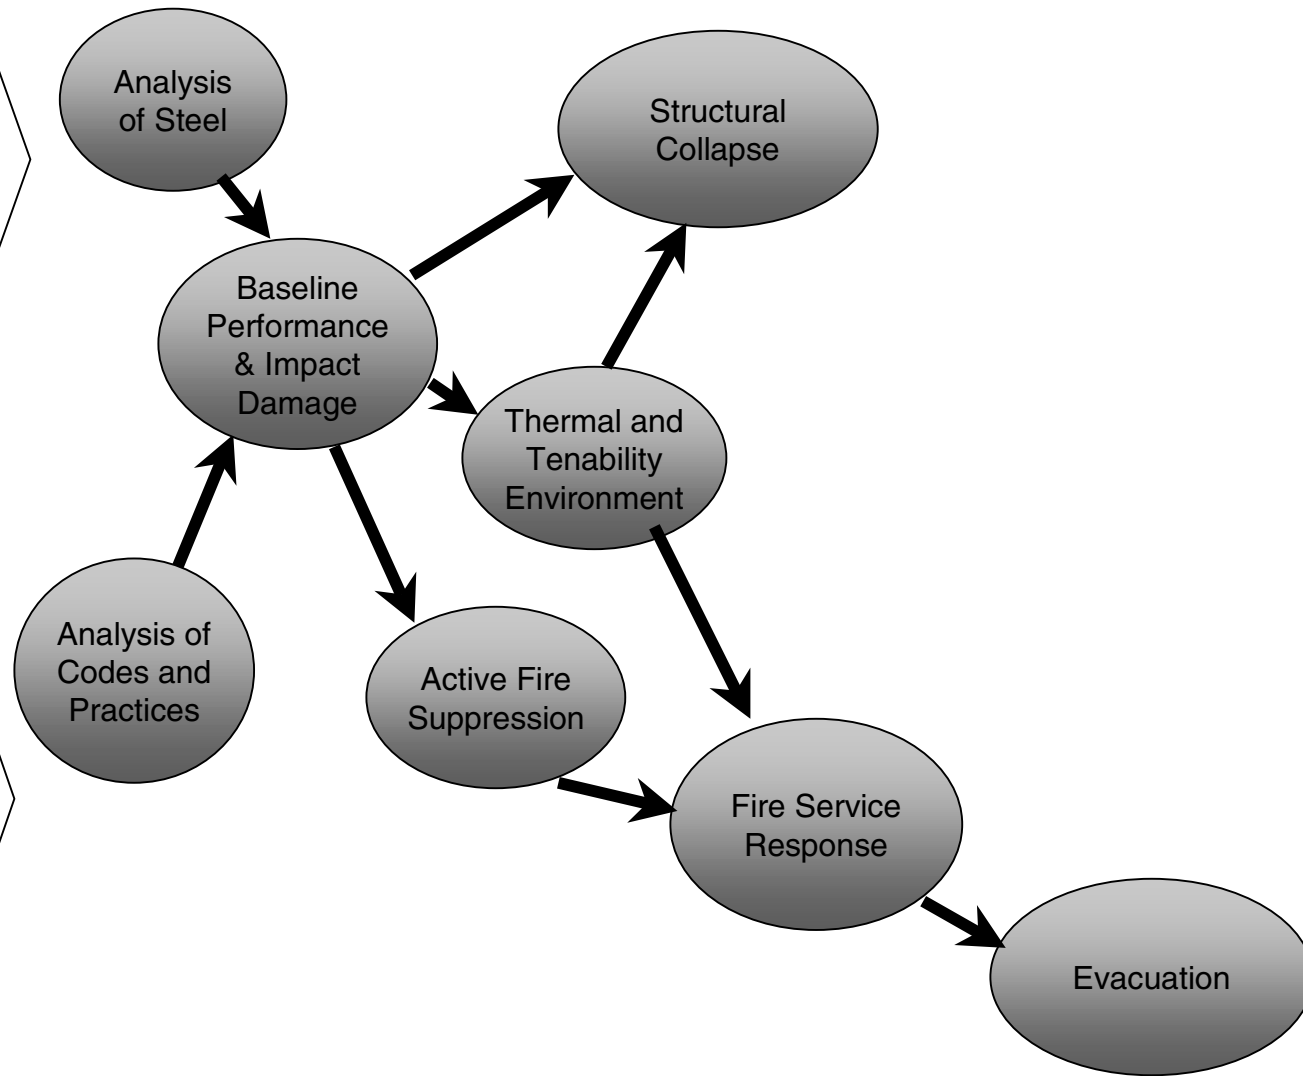 Analysis
of Steel
Structural
Collapse
Baseline
Performance
& Impact
Damage
Thermal and
Tenability
Environment
Analysis of
Codes and
Practices
Active Fire
Suppression
Fire Service
Response
Evacuation